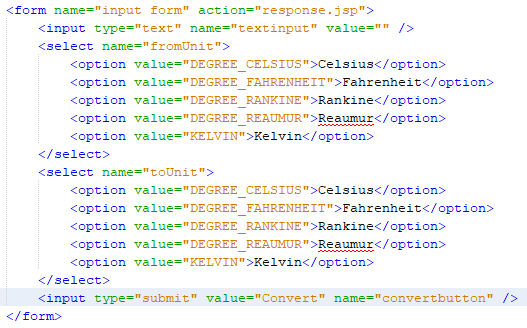 <form name="input form" action="response.jsp">
<input type="text" name="textinput" value="" />
<select name="fromUnit">
<option value="DEGREE_CELSIUS">Celsius</option>
<option value="DEGREE_FAHRENHEIT">Fahrenheit</option>
<option value="DEGREE_RANKINE">Rankine</option>
<option value="DEGREE_REAUMUR">Reaumur</option>
<option value="KELVIN">Kelvin</option>
</select>
<select name="toUnit">
<option value="DEGREE_CELSIUS">Celsius</option>
<option value="DEGREE_FAHRENHEIT">Fahrenheit</option>
<option value="DEGREE_RANKINE">Rankine</option>
<option value="DEGREE_REAUMUR">Reaumur</option>
<option value="KELVIN">Kelvin</option>
</select>
<input type="submit" value="Convert" name="convertbutton" />
</form>